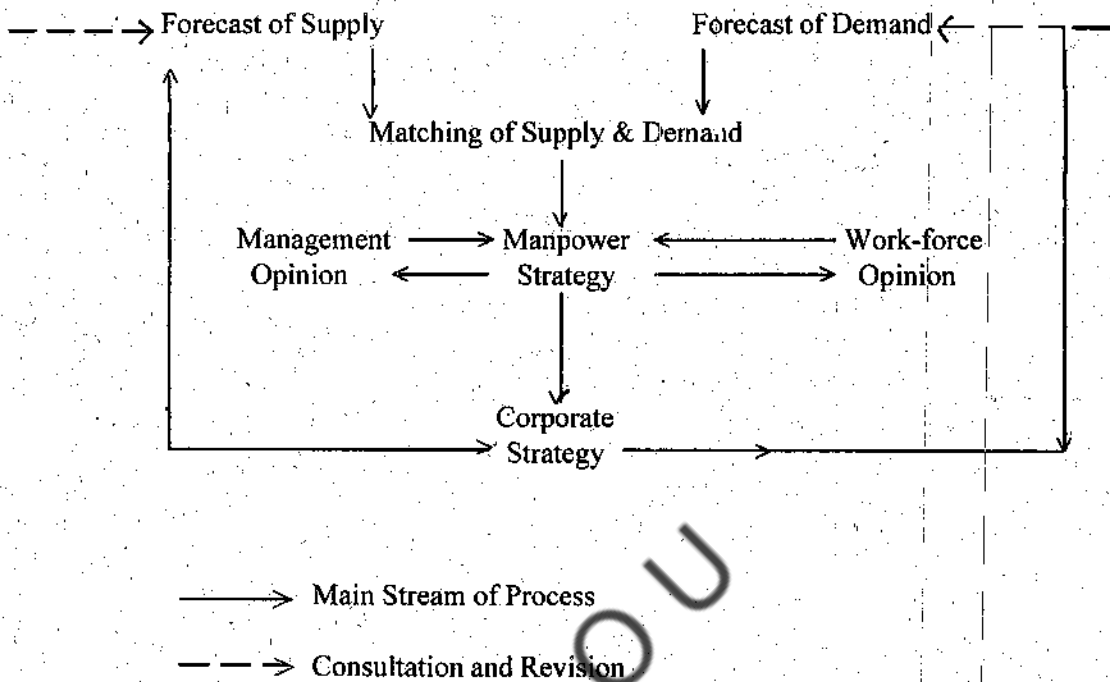 Forecast of Supply
Forecast of Demand
Matching of Supply & Demand
Management
Opinion
Manpower
Strategy
Work-force
Opinion
Corporate
Strategy
Main Stream of Process
Consultation and Revision
O U